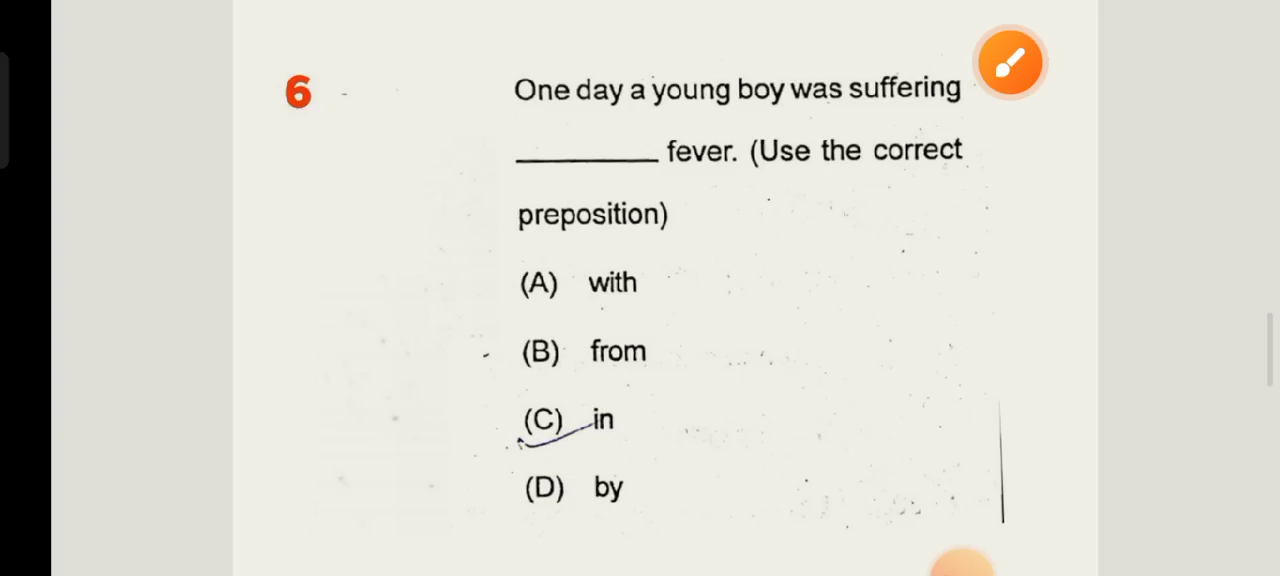 6 One day a young boy was suffering
__________ fever. (Use the correct
preposition)
(A) with
(B) from
(C) in
(D) by